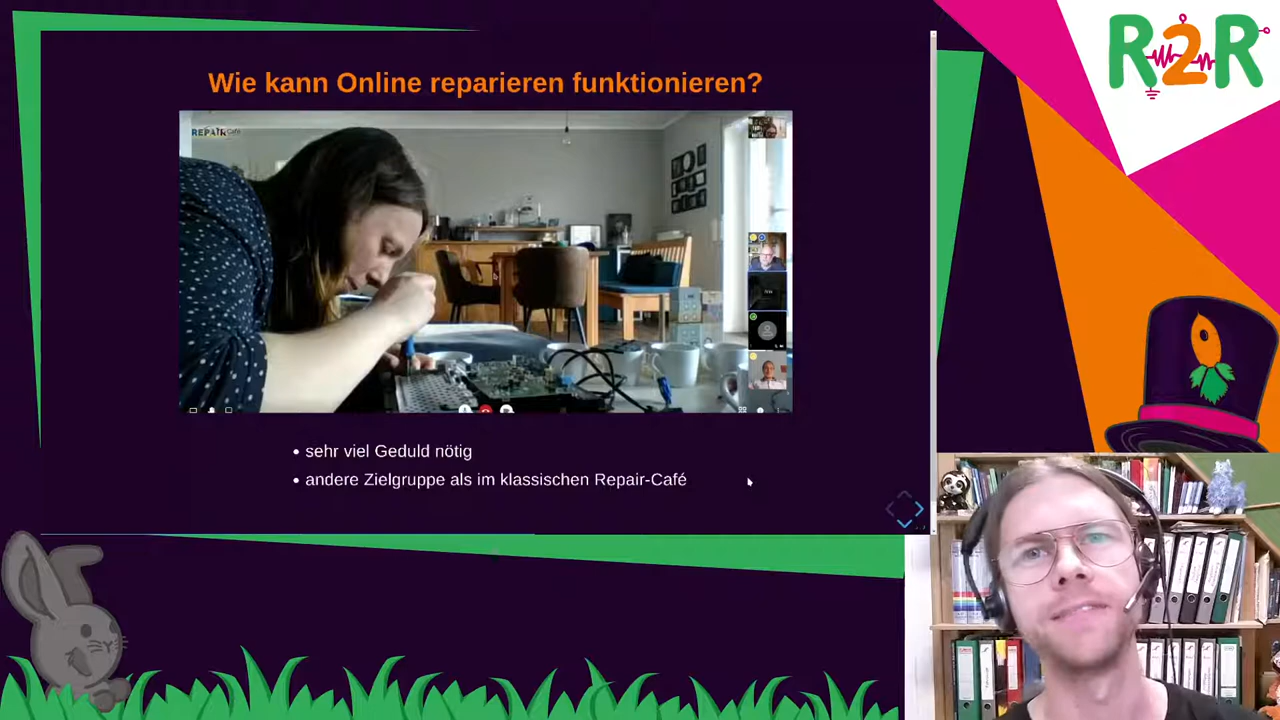 R2R
Wie kann Online reparieren funktionieren?
REPAIR Café
• sehr viel Geduld nötig
• andere Zielgruppe als im klassischen Repair-Café